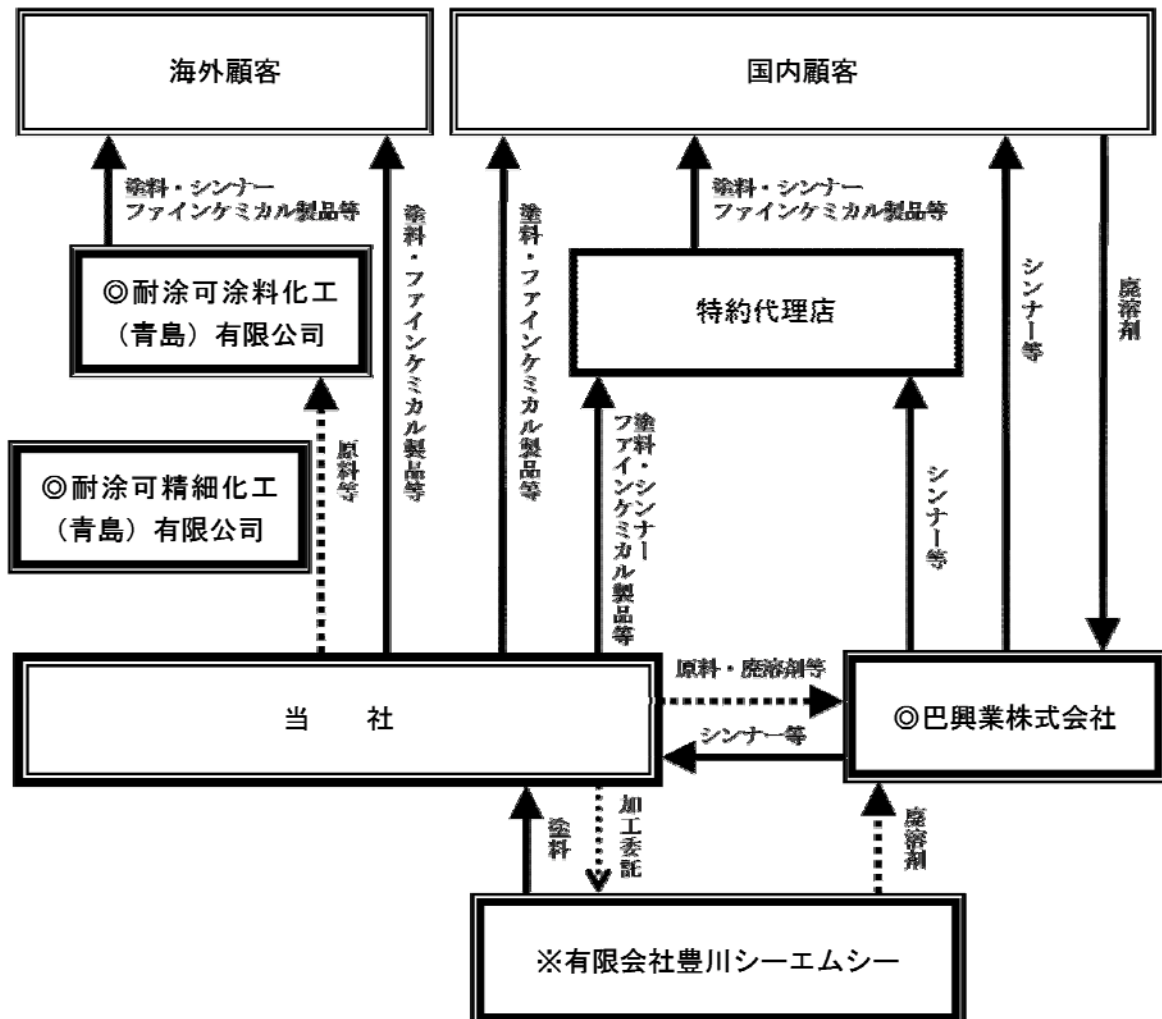 海外顧客
国内顧客
塗料・シンナー
ファインケミカル製品等
塗料・ファインケミカル製品等
塗料・ファインケミカル製品等
塗料・シンナー
ファインケミカル製品等
シンナー等
廃溶剤
◎耐涂可涂料化工
(青島)有限公司
特約代理店
原料等
塗料・シンナー
ファインケミカル製品等
シンナー等
◎耐涂可精細化工
(青島)有限公司
当 社
原料・廃溶剤等
シンナー等
◎巴興業株式会社
塗料
加工委託
廃溶剤
※有限会社豊川シーエムシー